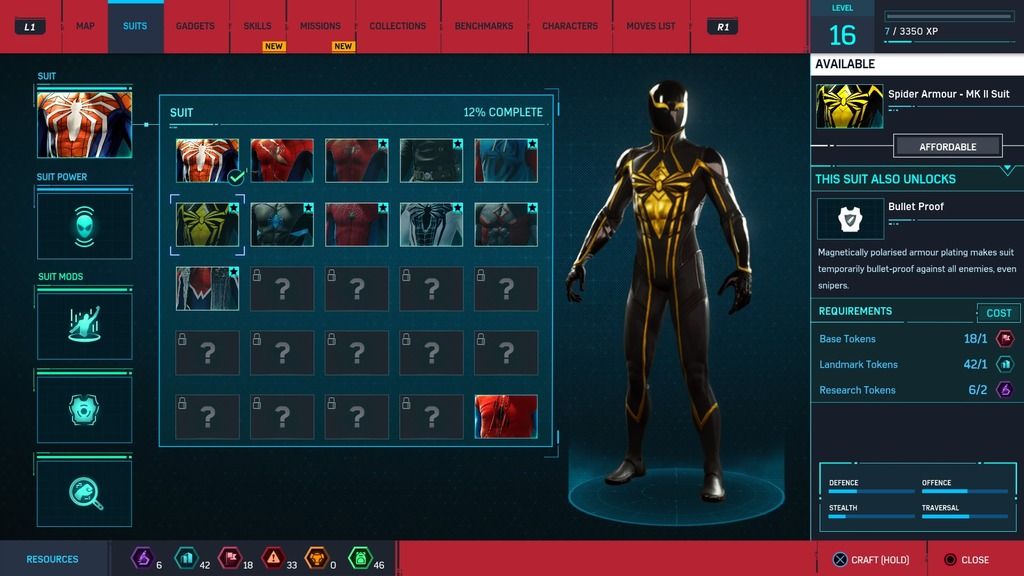 L1
MAP
SUITS
GADGETS
SKILLS
NEW
MISSIONS
NEW
COLLECTIONS
BENCHMARKS
CHARACTERS
MOVES LIST
R1
LEVEL
16
7 / 3350 XP
SUIT
SUIT POWER
SUIT MODS
SUIT
12% COMPLETE
? ? ? ?
? ? ? ? ?
? ? ? ?
AVAILABLE
Spider Armour - MK II Suit
AFFORDABLE
THIS SUIT ALSO UNLOCKS
Bullet Proof
Magnetically polarised armour plating makes suit
temporarily bullet-proof against all enemies, even
snipers.
REQUIREMENTS
COST
Base Tokens 18/1
Landmark Tokens 42/1
Research Tokens 6/2
DEFENCE
OFFENCE
STEALTH
TRAVERSAL
RESOURCES
6
42
18
33
0
46
CRAFT (HOLD)
CLOSE